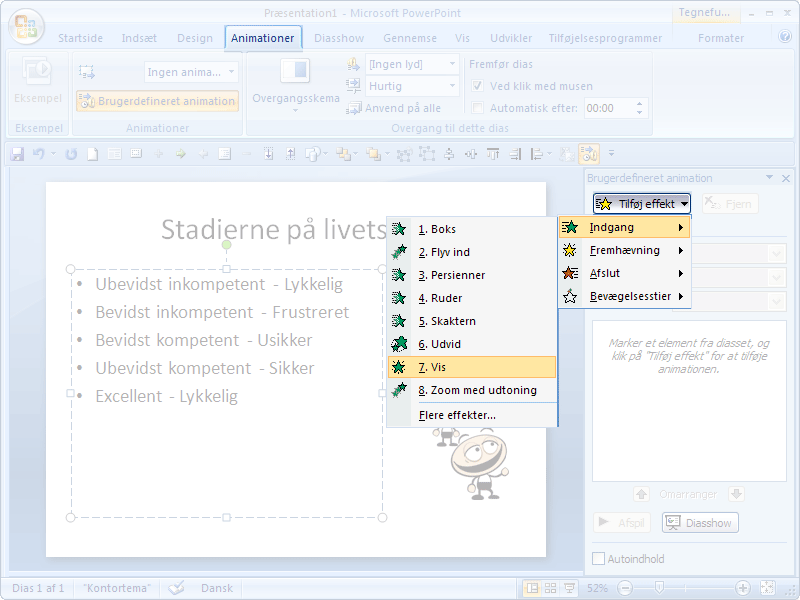 Præsentation1 - Microsoft PowerPoint
Tegnefu...
Startside
Indsæt
Design
Animationer
Diasshow
Gennemse
Vis
Udvikler
Tilføjelsesprogrammer
Formater
Eksempel
Eksempel
Ingen anima...
Brugerdefineret animation
Animationer
Overgangsskema
[Ingen lyd]
Hurtig
Anvend på alle
Fremfør dias
Ved klik med musen
Automatisk efter: 00:00
Overgang til dette dias
Brugerdefineret animation
Tilføj effekt
Fjern
Indgang
Fremhævning
Afslut
Bevægelsesstier
1. Boks
2. Flyv ind
3. Persienner
4. Ruder
5. Skaktern
6. Udvid
7. Vis
8. Zoom med udtoning
Flere effekter...
Stadierne på livets
• Ubevidst inkompetent - Lykkelig
• Bevidst inkompetent - Frustreret
• Bevidst kompetent - Usikker
• Ubevidst kompetent - Sikker
• Excellent - Lykkelig
Marker et element fra diasset, og
klik på "Tilføj effekt" for at tilføje
animationen.
Omarranger
Afspil
Diasshow
Autoindhold
Dias 1 af 1
"Kontortema"
Dansk
52%